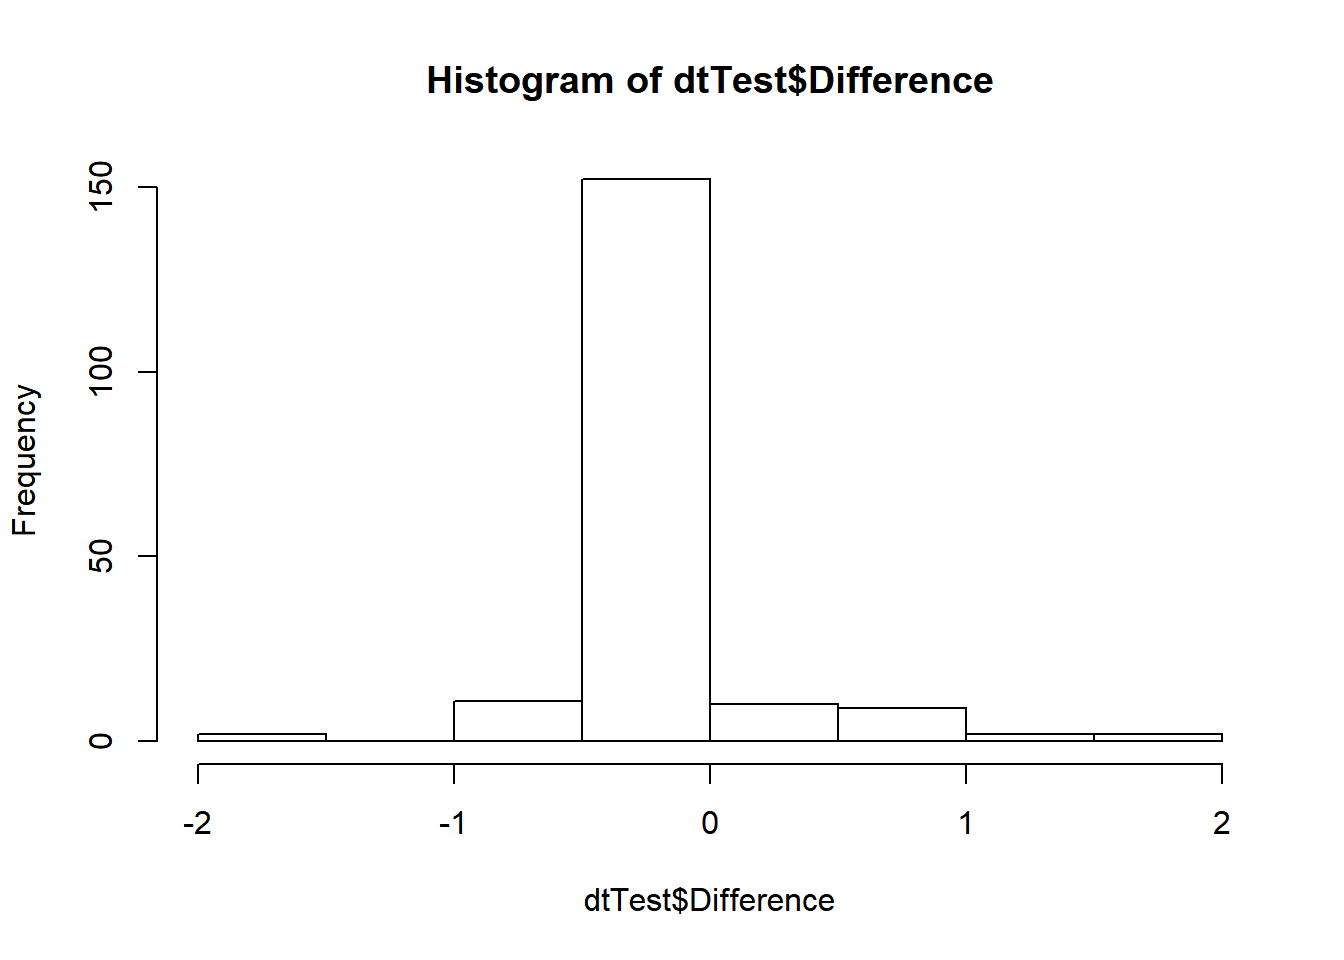 Histogram of dtTest$Difference
Frequency
150
100
50
0
-2 -1 0 1 2
dtTest$Difference